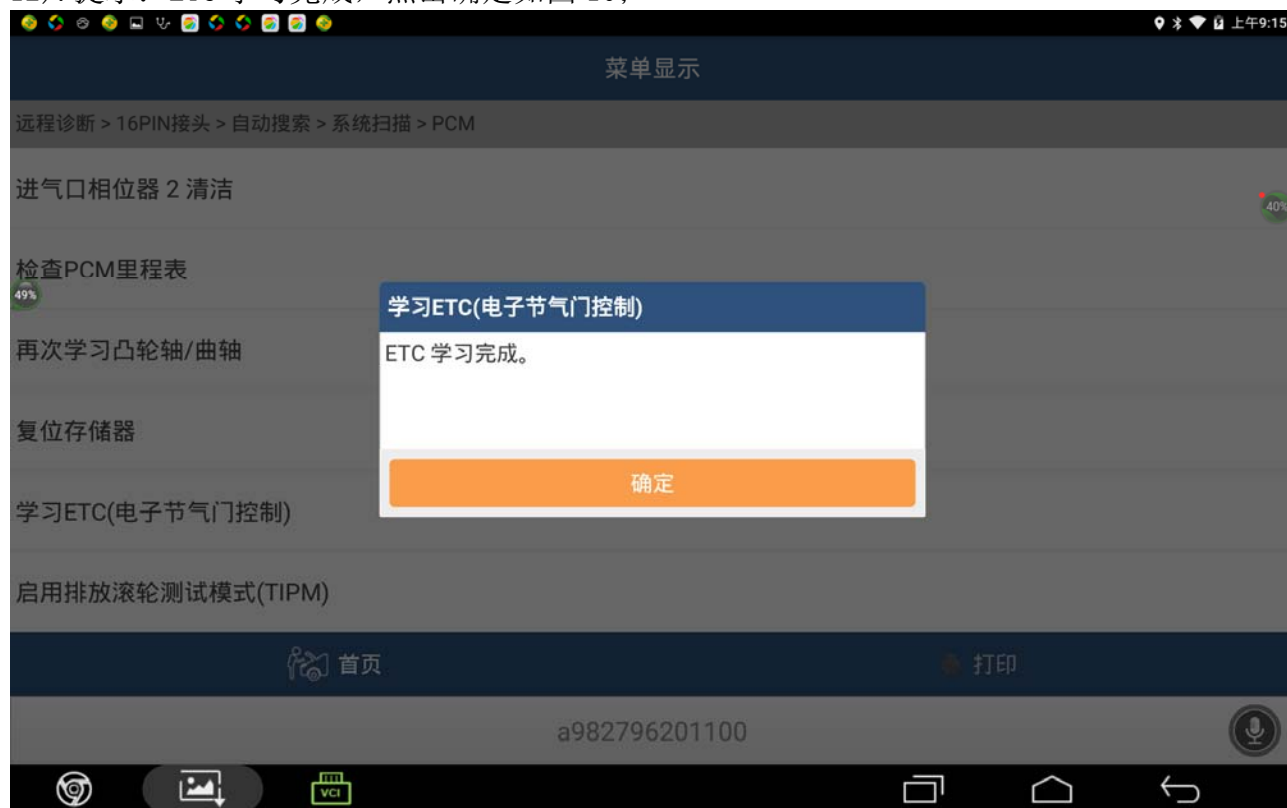 上午9:15
菜单显示
远程诊断 > 16PIN接头 > 自动搜索 > 系统扫描 > PCM
进气口相位器 2 清洁
40%
检查PCM里程表
49%
学习ETC(电子节气门控制)
再次学习凸轮轴/曲轴
ETC 学习完成。
复位存储器
确定
学习ETC(电子节气门控制)
启用排放滚轮测试模式(TIPM)
首页
打印
a982796201100
VCI